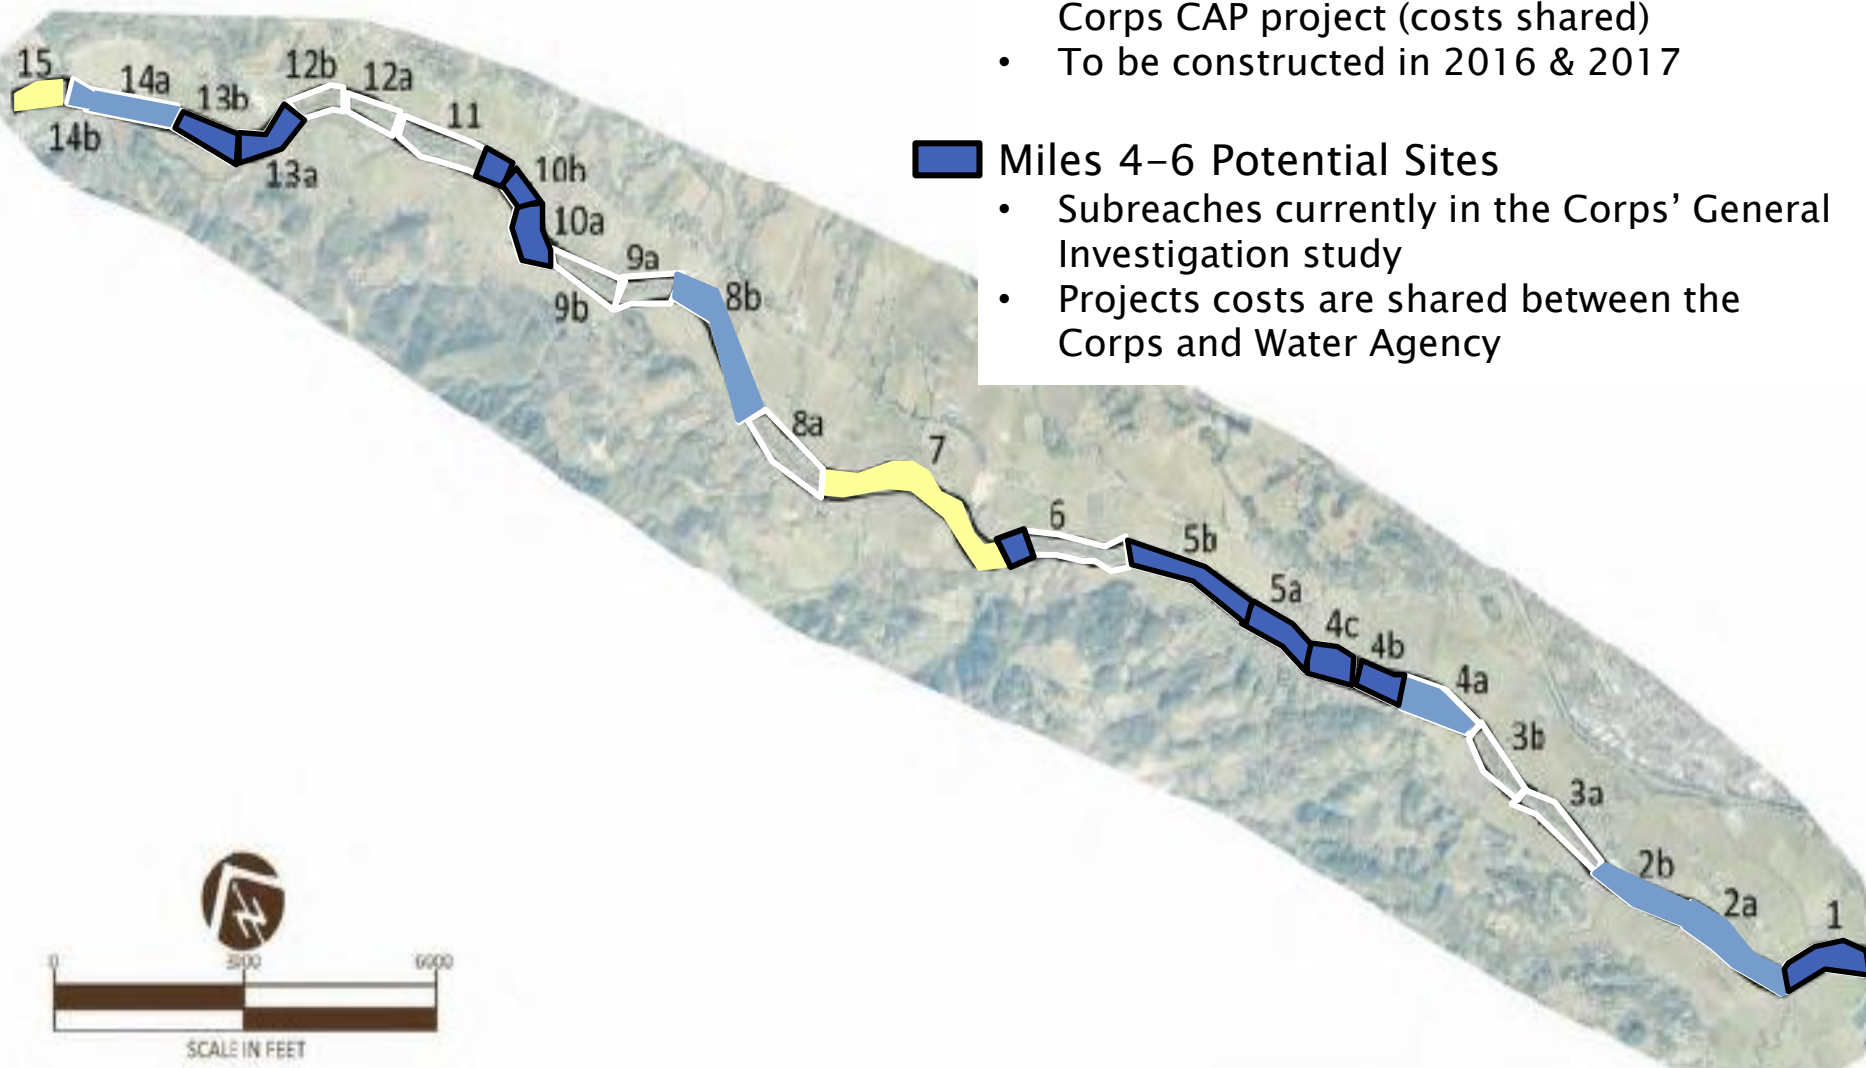 Corps CAP project (costs shared)
• To be constructed in 2016 & 2017
Miles 4–6 Potential Sites
• Subreaches currently in the Corps’ General
Investigation study
• Projects costs are shared between the
Corps and Water Agency
15
14a
14b
13b
13a
12b
12a
11
10b
10a
9a
9b
8b
8a
7
6
5b
5a
4c
4b
4a
3b
3a
2b
2a
1
0 3000 6000
SCALE IN FEET